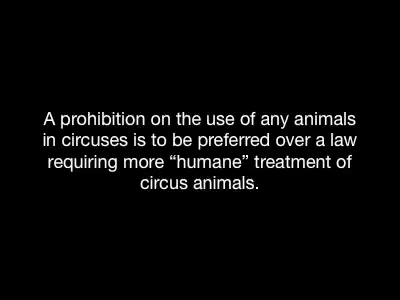 A prohibition on the use of any animals
in circuses is to be preferred over a law
requiring more “humane” treatment of
circus animals.